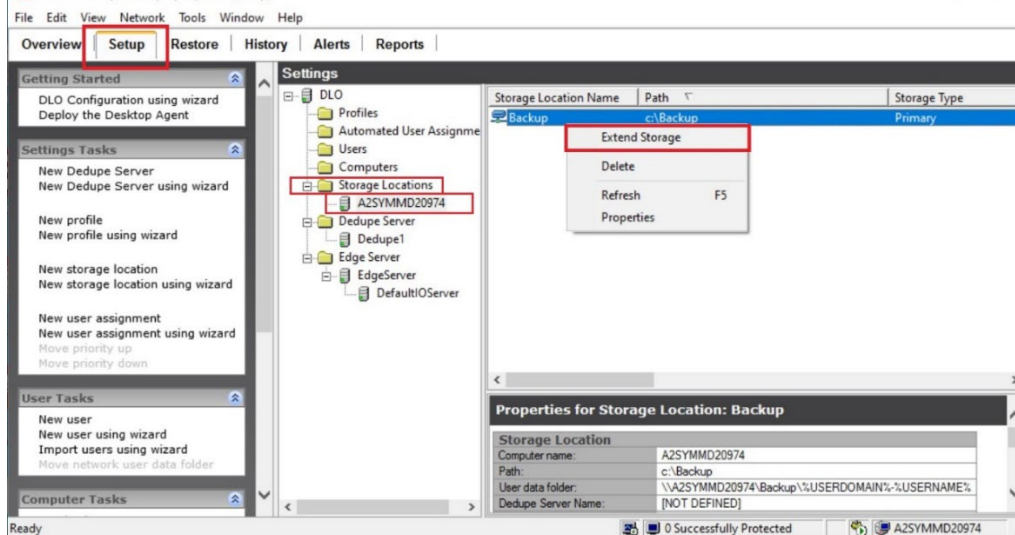 File Edit View Network Tools Window Help
Overview Setup Restore History Alerts Reports
Getting Started
DLO Configuration using wizard
Deploy the Desktop Agent
Settings Tasks
New Dedupe Server
New Dedupe Server using wizard
New profile
New profile using wizard
New storage location
New storage location using wizard
New user assignment
New user assignment using wizard
Move priority up
Move priority down
User Tasks
New user
New user using wizard
Import users using wizard
Move network user data folder
Computer Tasks
Settings
DLO
Profiles
Automated User Assignme
Users
Computers
Storage Locations
A2SYMMD20974
Dedupe Server
Dedupe1
Edge Server
EdgeServer
DefaultIOServer
Storage Location Name Path Storage Type
Backup c:\Backup Primary
Extend Storage
Delete
Refresh F5
Properties
Properties for Storage Location: Backup
Storage Location
Computer name: A2SYMMD20974
Path: c:\Backup
User data folder: \\A2SYMMD20974\Backup\%USERDOMAIN%-%USERNAME%
Dedupe Server Name: [NOT DEFINED]
Ready 0 Successfully Protected A2SYMMD20974